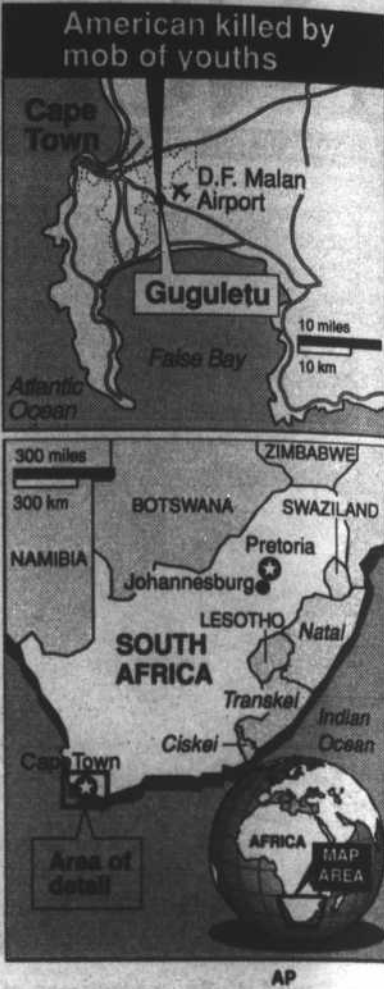 American killed by
mob of youths
Cape
Town
D.F. Malan
Airport
Guguletu
10 miles
10 km
False Bay
Atlantic
Ocean
300 miles
300 km
ZIMBABWE
BOTSWANA
SWAZILAND
NAMIBIA
Pretoria
Johannesburg
LESOTHO
Natal
SOUTH
AFRICA
Transkei
Ciskei
Indian
Ocean
Cape Town
Area of
detail
AFRICA
MAP
AREA
AP